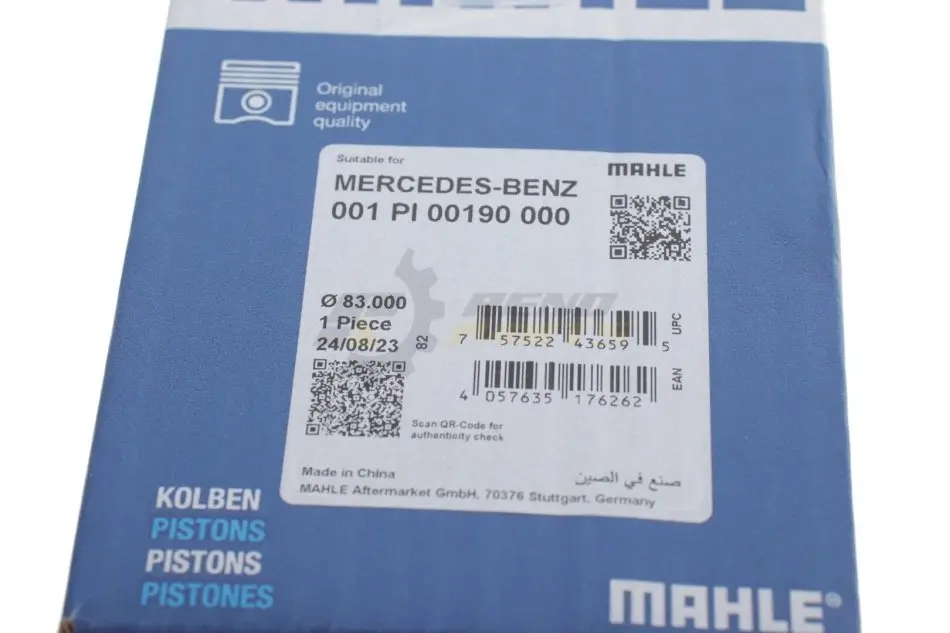 Original
equipment
quality
Suitable for
MAHLE
MERCEDES-BENZ
001 PI 00190 000
Ø 83.000
1 Piece
24/08/23
82
7 57522 43659 5
UPC
4 057635 176262
EAN
Scan QR-Code for
authenticity check
Made in China
صنع في الصين
MAHLE Aftermarket GmbH, 70376 Stuttgart, Germany
KOLBEN
PISTONS
PISTONS
PISTONES
MAHLE®